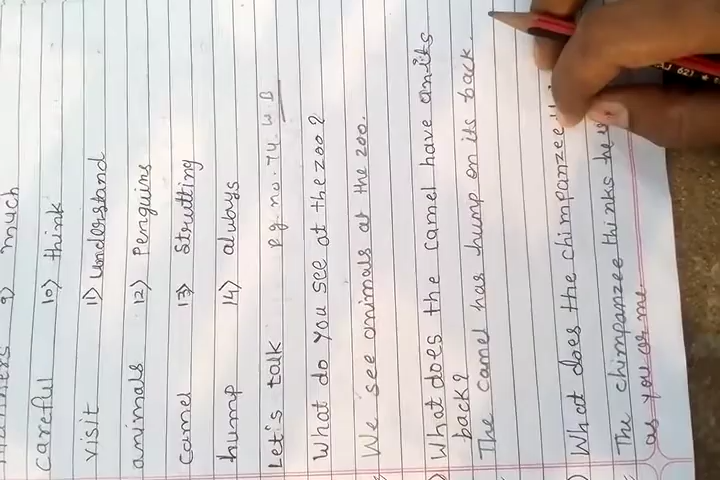 9) much
careful 10) think
visit 11) understand
animals 12) Penguins
camel 13) Strutting
hump 14) always
Let's talk Pg. no. 74. W.B
What do you see at the zoo?
We see animals at the zoo.
What does the camel have on its
back?
The camel has hump on its back.
What does the chimpanzee
The chimpanzee thinks he
as you or me